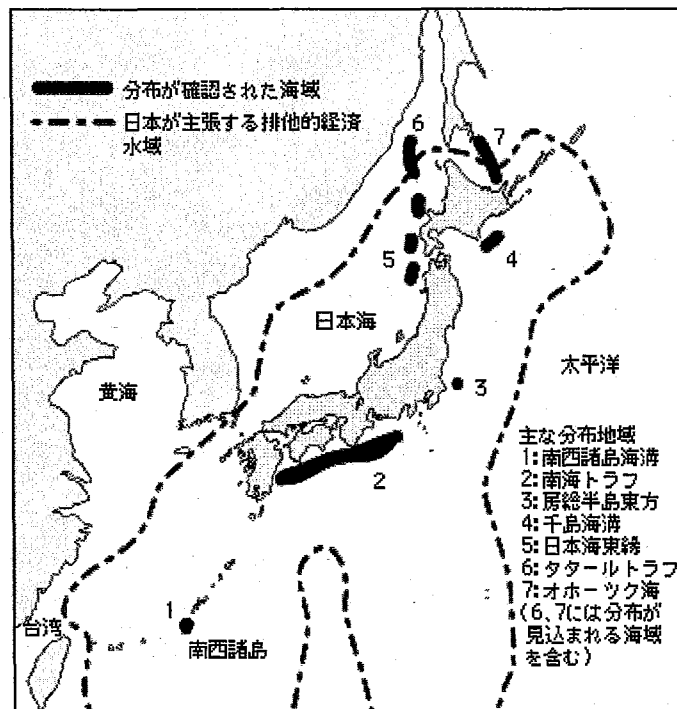 分布が確認された海域
日本が主張する排他的経済
水域
6
7
5
4
日本海
黄海
太平洋
3
2
主な分布地域
1:南西諸島海溝
2:南海トラフ
3:房総半島東方
4:千島海溝
5:日本海東縁
6:タタールトラフ
7:オホーツク海
(6、7には分布が
見込まれる海域
を含む)
1
台湾
南西諸島